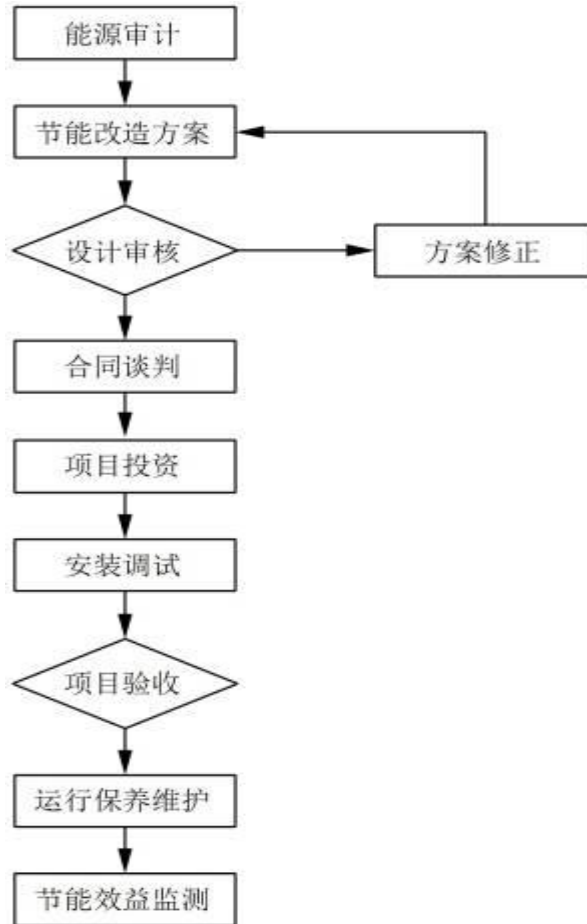 能源审计
节能改造方案
设计审核
方案修正
合同谈判
项目投资
安装调试
项目验收
运行保养维护
节能效益监测